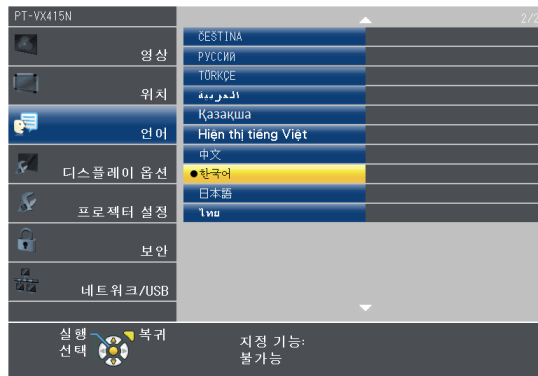 PT-VX415N
2/2
영상
위치
언어
디스플레이 옵션
프로젝터 설정
보안
네트워크/USB
ČEŠTINA
РУССКИЙ
TÜRKÇE
العربية
Қазақша
Hiện thị tiếng Việt
中文
●한국어
日本語
ไทย
실행
선택
복귀
지정 기능:
불가능